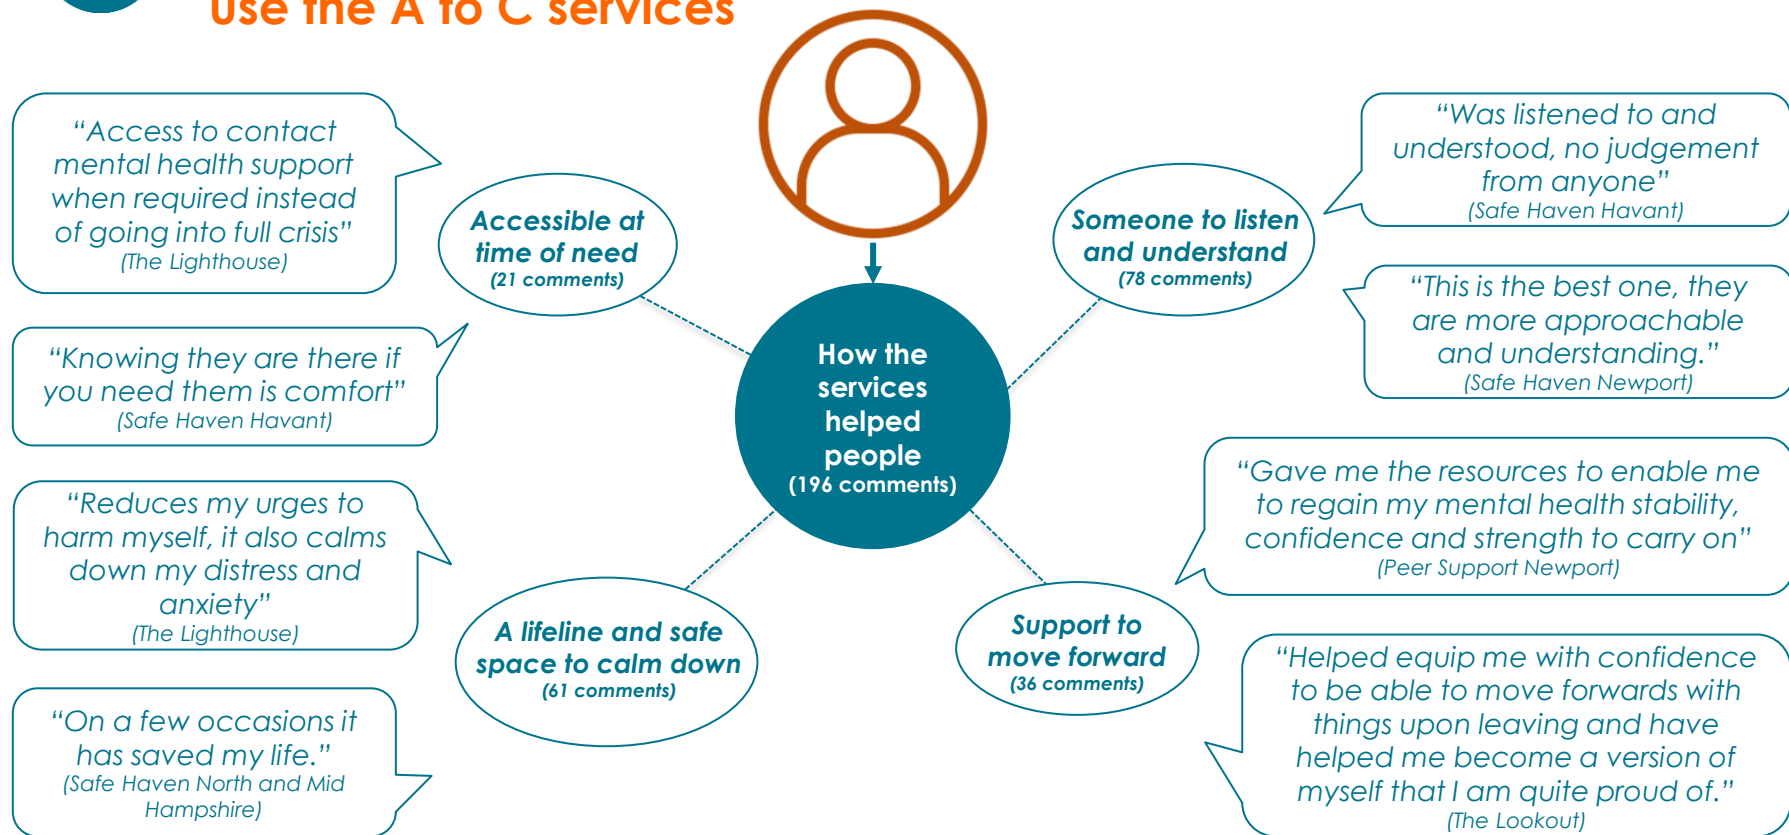 use the A to C services
“Access to contact
mental health support
when required instead
of going into full crisis”
(The Lighthouse)
“Knowing they are there if
you need them is comfort”
(Safe Haven Havant)
“Reduces my urges to
harm myself, it also calms
down my distress and
anxiety”
(The Lighthouse)
“On a few occasions it
has saved my life.”
(Safe Haven North and Mid
Hampshire)
Accessible at
time of need
(21 comments)
A lifeline and safe
space to calm down
(61 comments)
How the
services
helped
people
(196 comments)
Someone to listen
and understand
(78 comments)
Support to
move forward
(36 comments)
“Was listened to and
understood, no judgement
from anyone”
(Safe Haven Havant)
“This is the best one, they
are more approachable
and understanding.”
(Safe Haven Newport)
“Gave me the resources to enable me
to regain my mental health stability,
confidence and strength to carry on”
(Peer Support Newport)
“Helped equip me with confidence
to be able to move forwards with
things upon leaving and have
helped me become a version of
myself that I am quite proud of.”
(The Lookout)